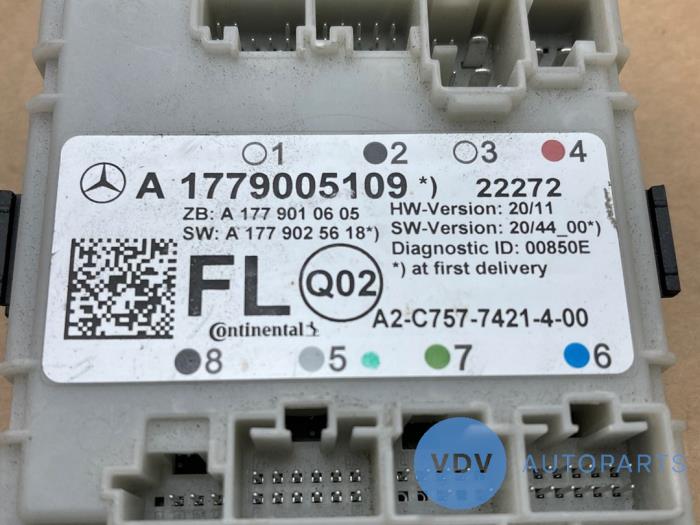 1 2 3 4
A 1779005109 *) 22272
ZB: A 177 901 06 05
HW-Version: 20/11
SW: A 177 902 56 18*)
SW-Version: 20/44_00*)
Diagnostic ID: 00850E
*) at first delivery
FL Q02
Continental
A2-C757-7421-4-00
8 5 7 6
VDV AUTOPARTS